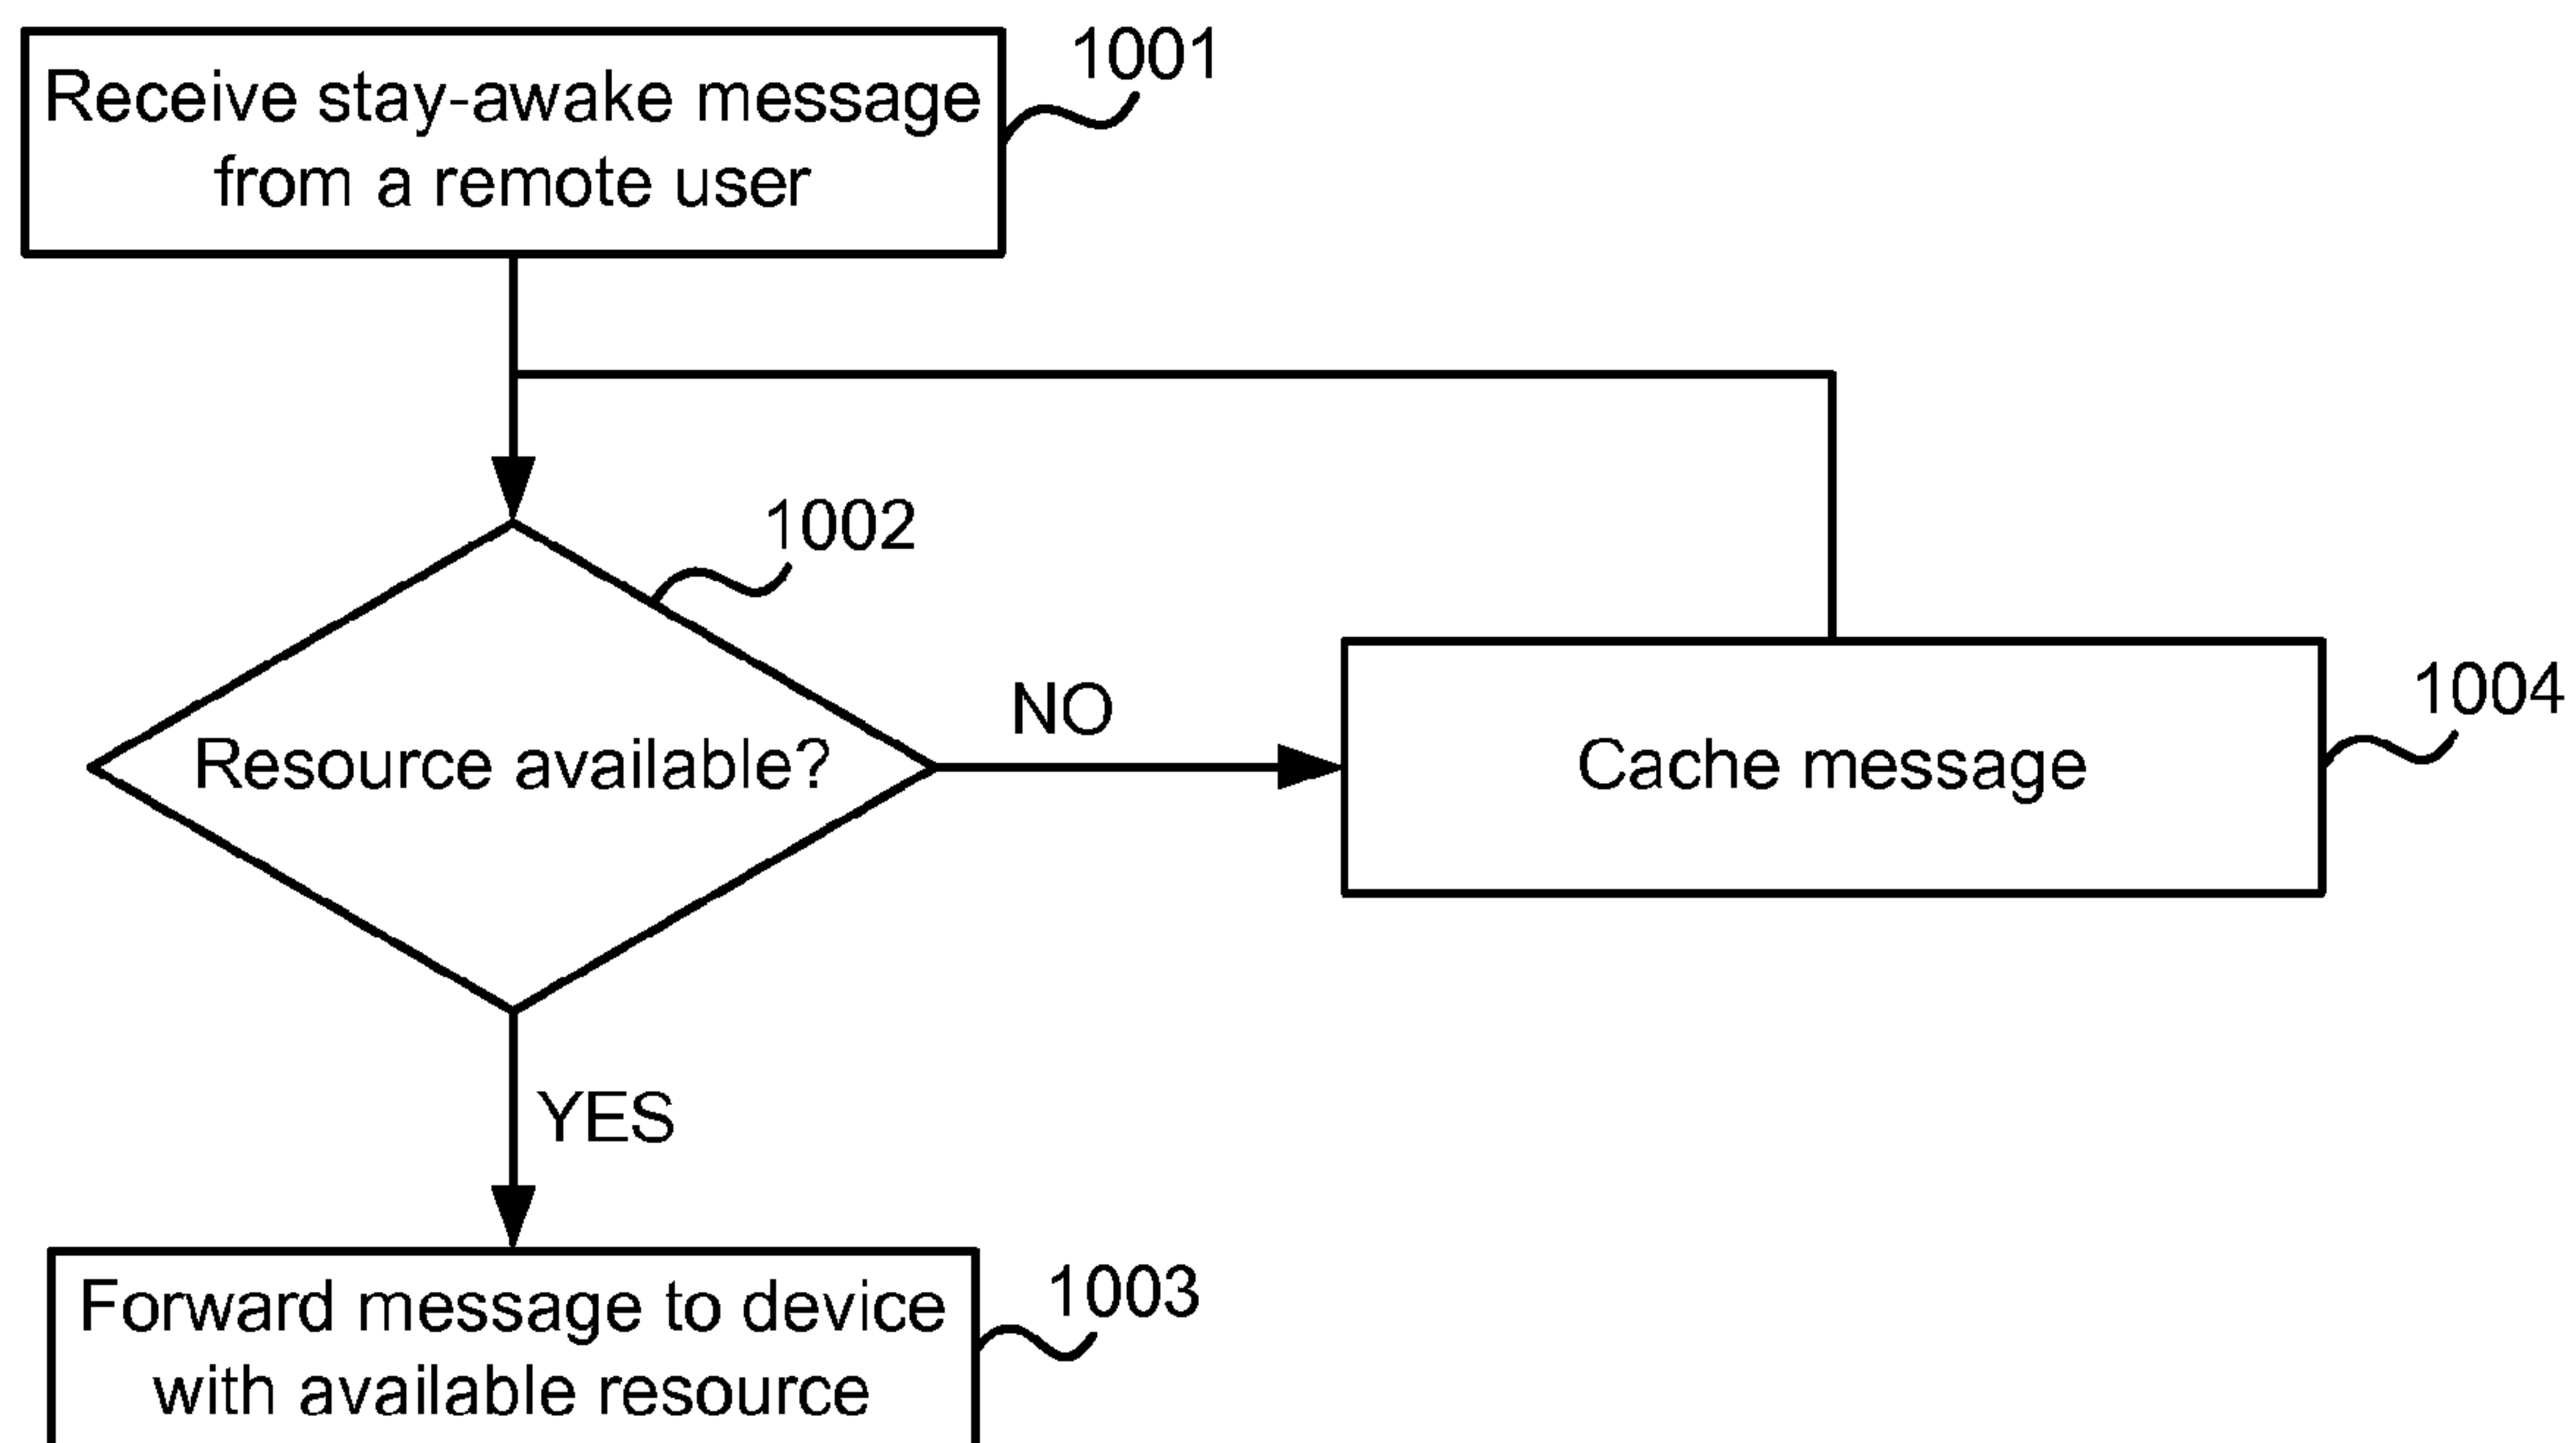 Receive stay-awake message
from a remote user
1001
1002
Resource available?
NO
Cache message
1004
YES
Forward message to device
with available resource
1003